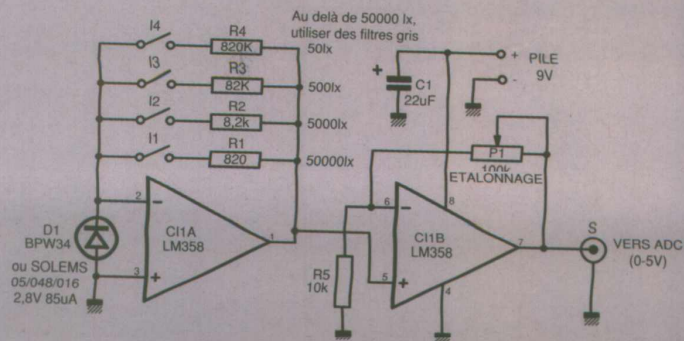 Au delà de 50000 lx,
utiliser des filtres gris
I4
R4
820K
50lx
I3
R3
82K
500lx
I2
R2
8,2k
5000lx
I1
R1
820
50000lx
+
C1
22uF
+
-
PILE
9V
P1
100k
ETALONNAGE
2
-
CI1A
LM358
1
3
+
D1
BPW34
ou SOLEMS
05/048/016
2,8V 85uA
R5
10k
6
-
8
CI1B
LM358
7
5
+
4
S
VERS ADC
(0-5V)